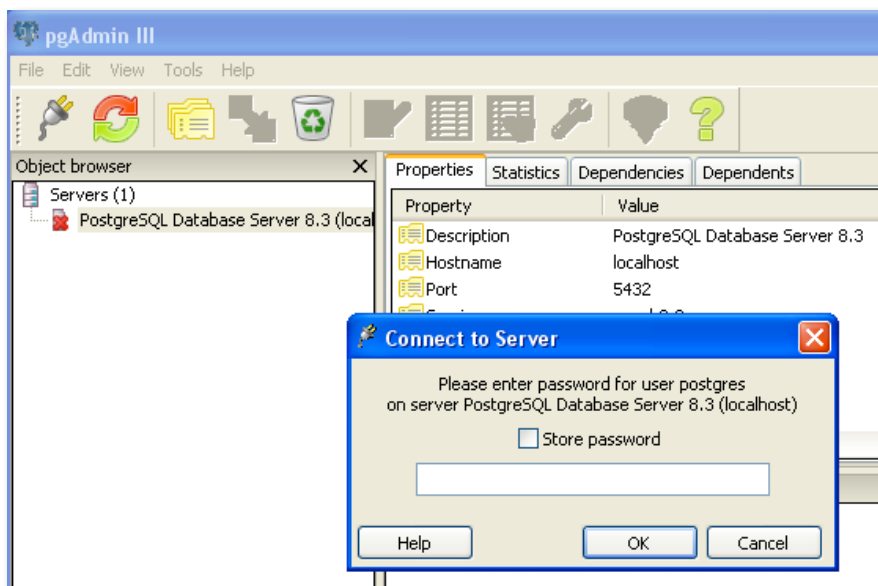 pgAdmin III
File Edit View Tools Help
Object browser X
Servers (1)
PostgreSQL Database Server 8.3 (local
Properties Statistics Dependencies Dependents
Property Value
Description PostgreSQL Database Server 8.3
Hostname localhost
Port 5432
Connect to Server
Please enter password for user postgres
on server PostgreSQL Database Server 8.3 (localhost)
Store password
Help OK Cancel